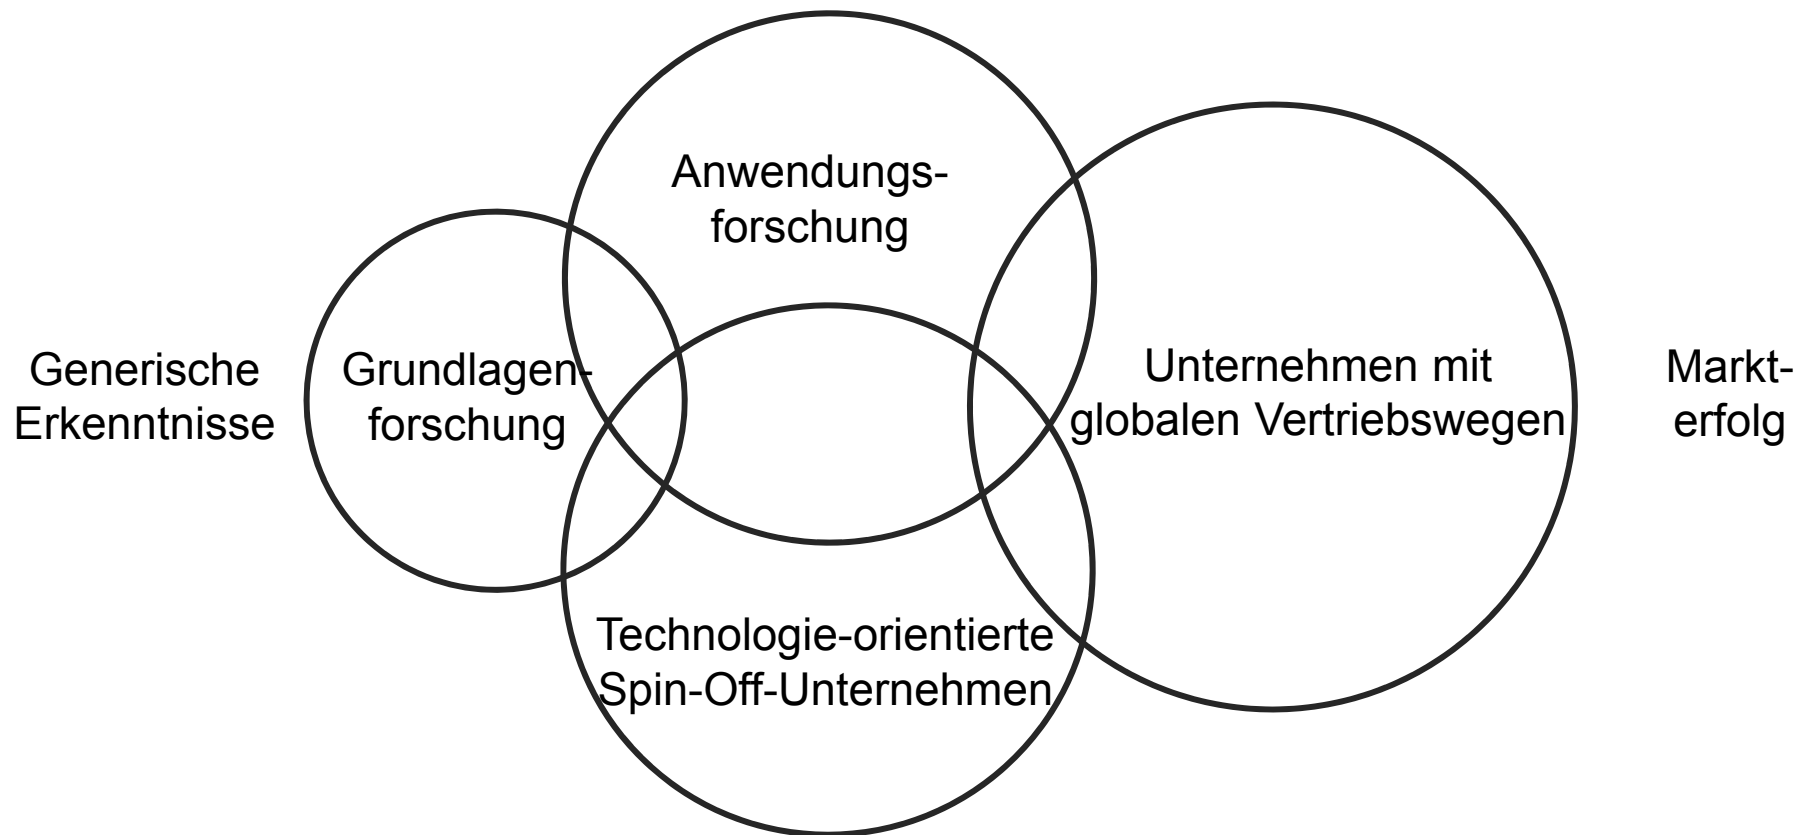 Anwendungs-
forschung
Generische
Erkenntnisse
Grundlagen-
forschung
Unternehmen mit
globalen Vertriebswegen
Markt-
erfolg
Technologie-orientierte
Spin-Off-Unternehmen